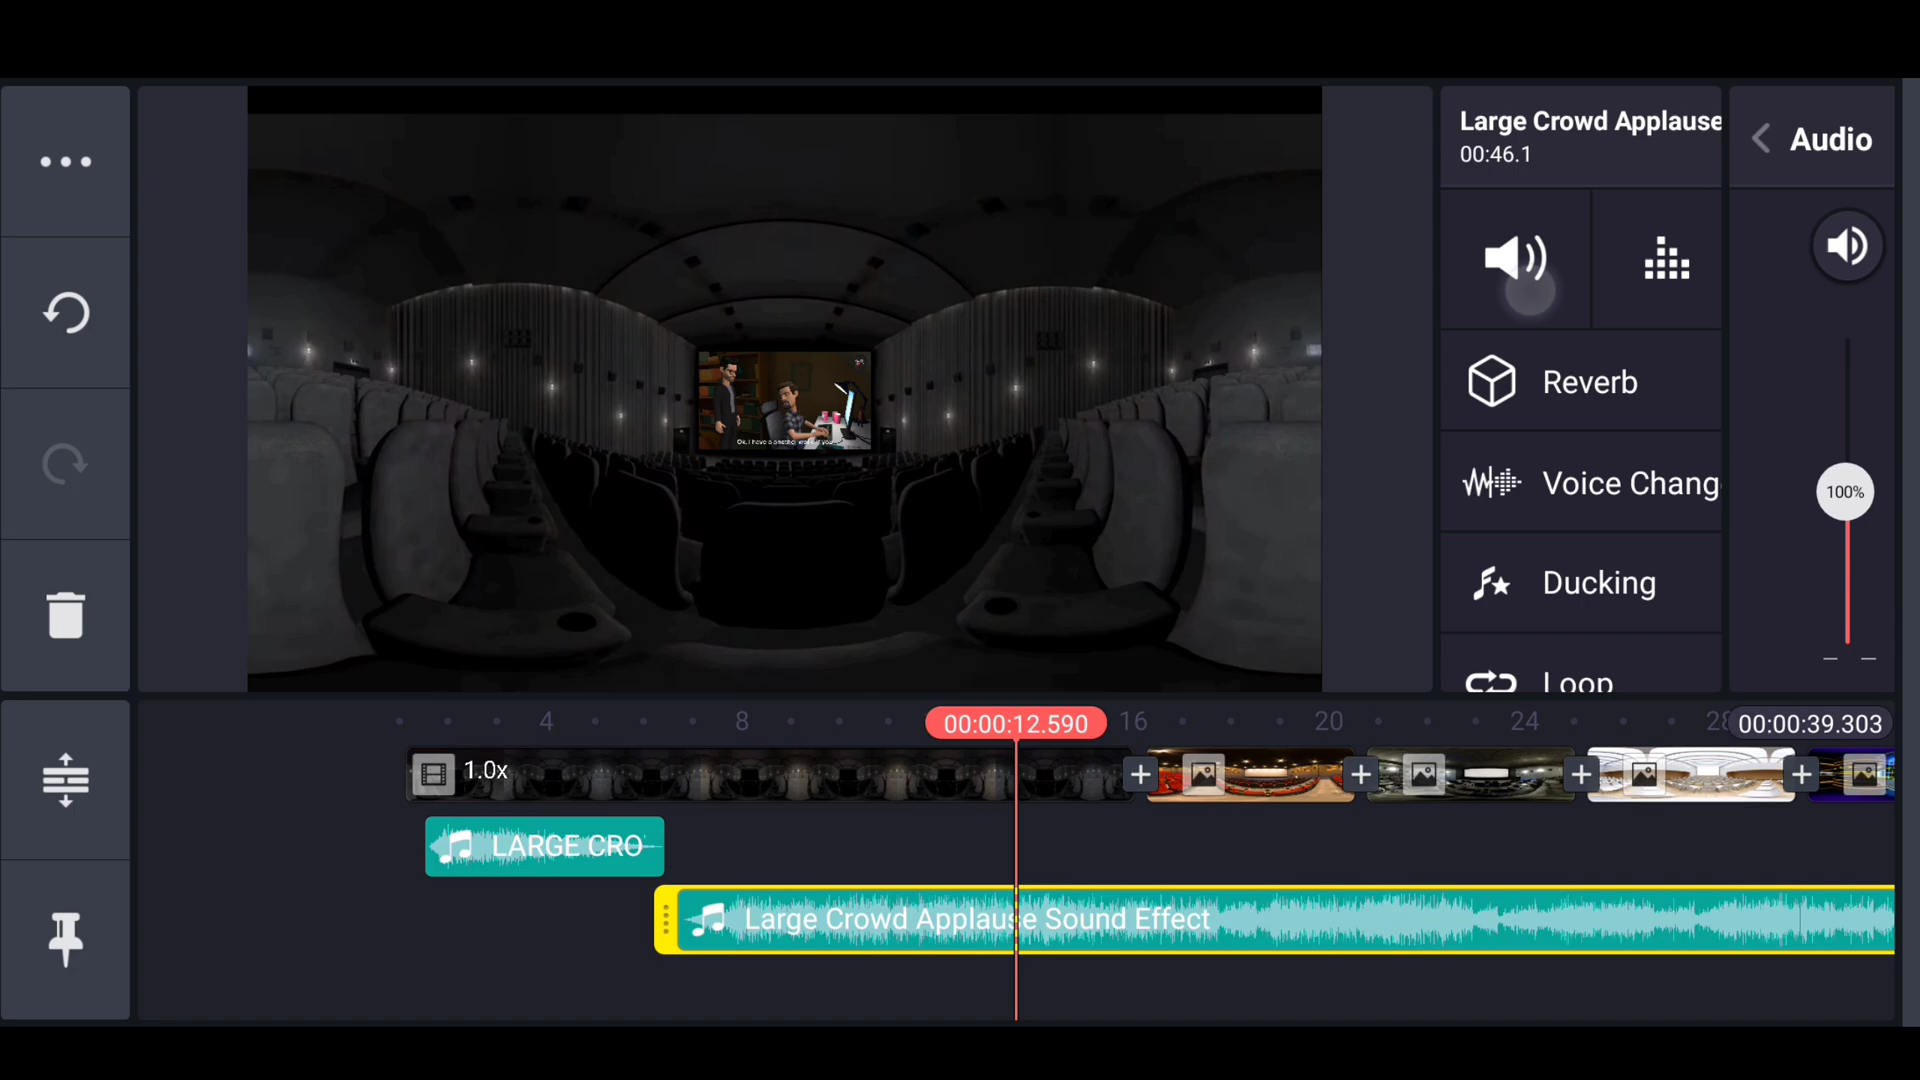 Large Crowd Applause
00:46.1
Audio
Reverb
Voice Chang
Ducking
Loop
100%
4
8
00:00:12.590
16
20
24
28
00:00:39.303
1.0x
LARGE CRO
Large Crowd Applause Sound Effect